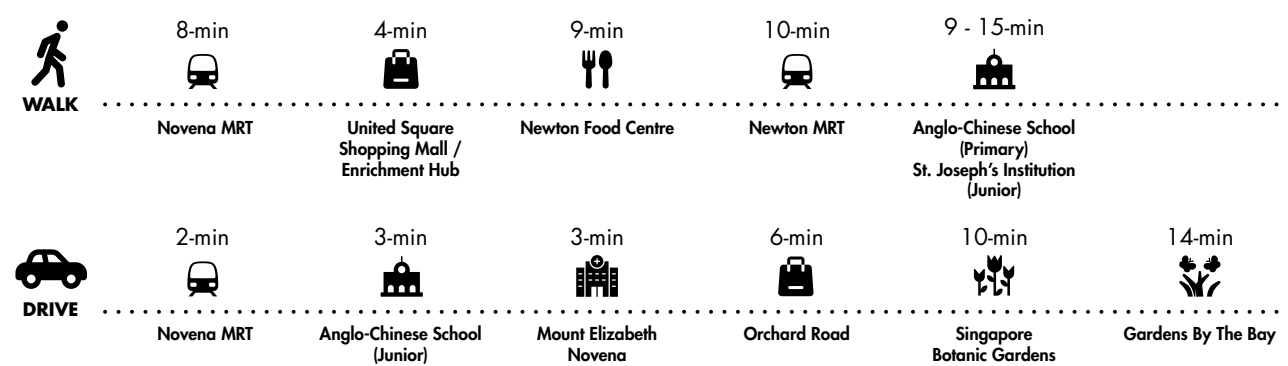 8-min
4-min
9-min
10-min
9 - 15-min
WALK
Novena MRT
United Square
Shopping Mall /
Enrichment Hub
Newton Food Centre
Newton MRT
Anglo-Chinese School
(Primary)
St. Joseph's Institution
(Junior)
2-min
3-min
3-min
6-min
10-min
14-min
DRIVE
Novena MRT
Anglo-Chinese School
(Junior)
Mount Elizabeth
Novena
Orchard Road
Singapore
Botanic Gardens
Gardens By The Bay